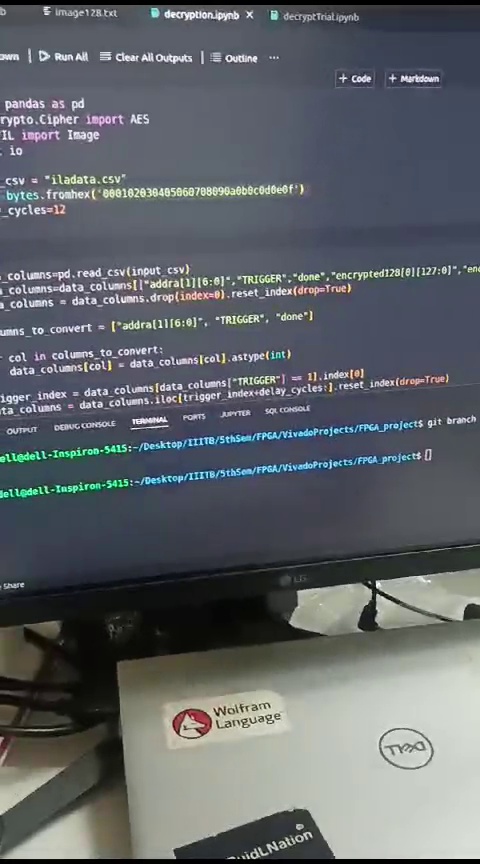 image128.txt
decryption.ipynb
decryptTrial.ipynb
Run All
Clear All Outputs
Outline
...
+ Code
+ Markdown
pandas as pd
rypto.Cipher import AES
IL import Image
io
_csv = "iladata.csv"
bytes.fromhex('000102030405060708090a0b0c0d0e0f')
_cycles=12
a_columns=pd.read_csv(input_csv)
a_columns=data_columns[["addra[1][6:0]","TRIGGER","done","encrypted128[0][127:0]","enc
a_columns = data_columns.drop(index=0).reset_index(drop=True)
umns_to_convert = ["addra[1][6:0]", "TRIGGER", "done"]
col in columns_to_convert:
data_columns[col] = data_columns[col].astype(int)
igger_index = data_columns[data_columns["TRIGGER"] == 1].index[0]
ta_columns = data_columns.iloc[trigger_index+delay_cycles:].reset_index(drop=True)
OUTPUT
DEBUG CONSOLE
TERMINAL
PORTS
JUPYTER
SQL CONSOLE
ell@dell-Inspiron-5415:~/Desktop/IIITB/5thSem/FPGA/VivadoProjects/FPGA_project$ git branch
ell@dell-Inspiron-5415:~/Desktop/IIITB/5thSem/FPGA/VivadoProjects/FPGA_project$
Share
LG
Wolfram
Language
DELL
uidLNation